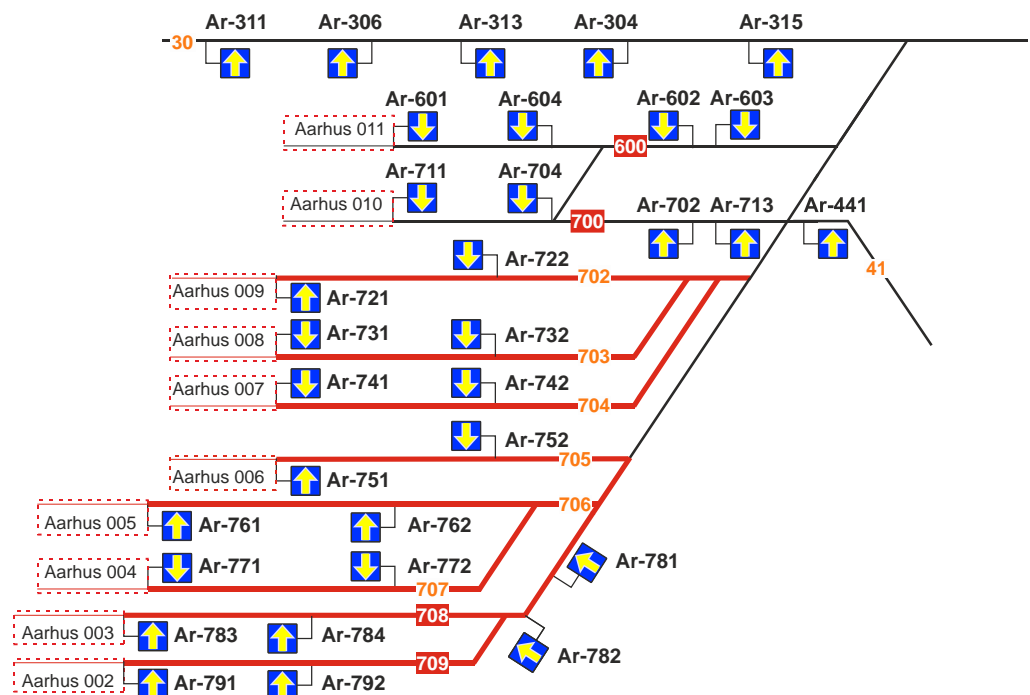 Ar-311 Ar-306 Ar-313 Ar-304 Ar-315
30
Ar-601 Ar-604 Ar-602 Ar-603
Aarhus 011
600
Ar-711 Ar-704
Aarhus 010
700
Ar-702 Ar-713 Ar-441
41
Ar-722
702
Aarhus 009
Ar-721
Aarhus 008
Ar-731 Ar-732
703
Aarhus 007
Ar-741 Ar-742
704
Ar-752
705
Aarhus 006
Ar-751
706
Aarhus 005
Ar-761 Ar-762
Ar-781
Aarhus 004
Ar-771 Ar-772
707
708
Aarhus 003
Ar-783 Ar-784
Ar-782
709
Aarhus 002
Ar-791 Ar-792